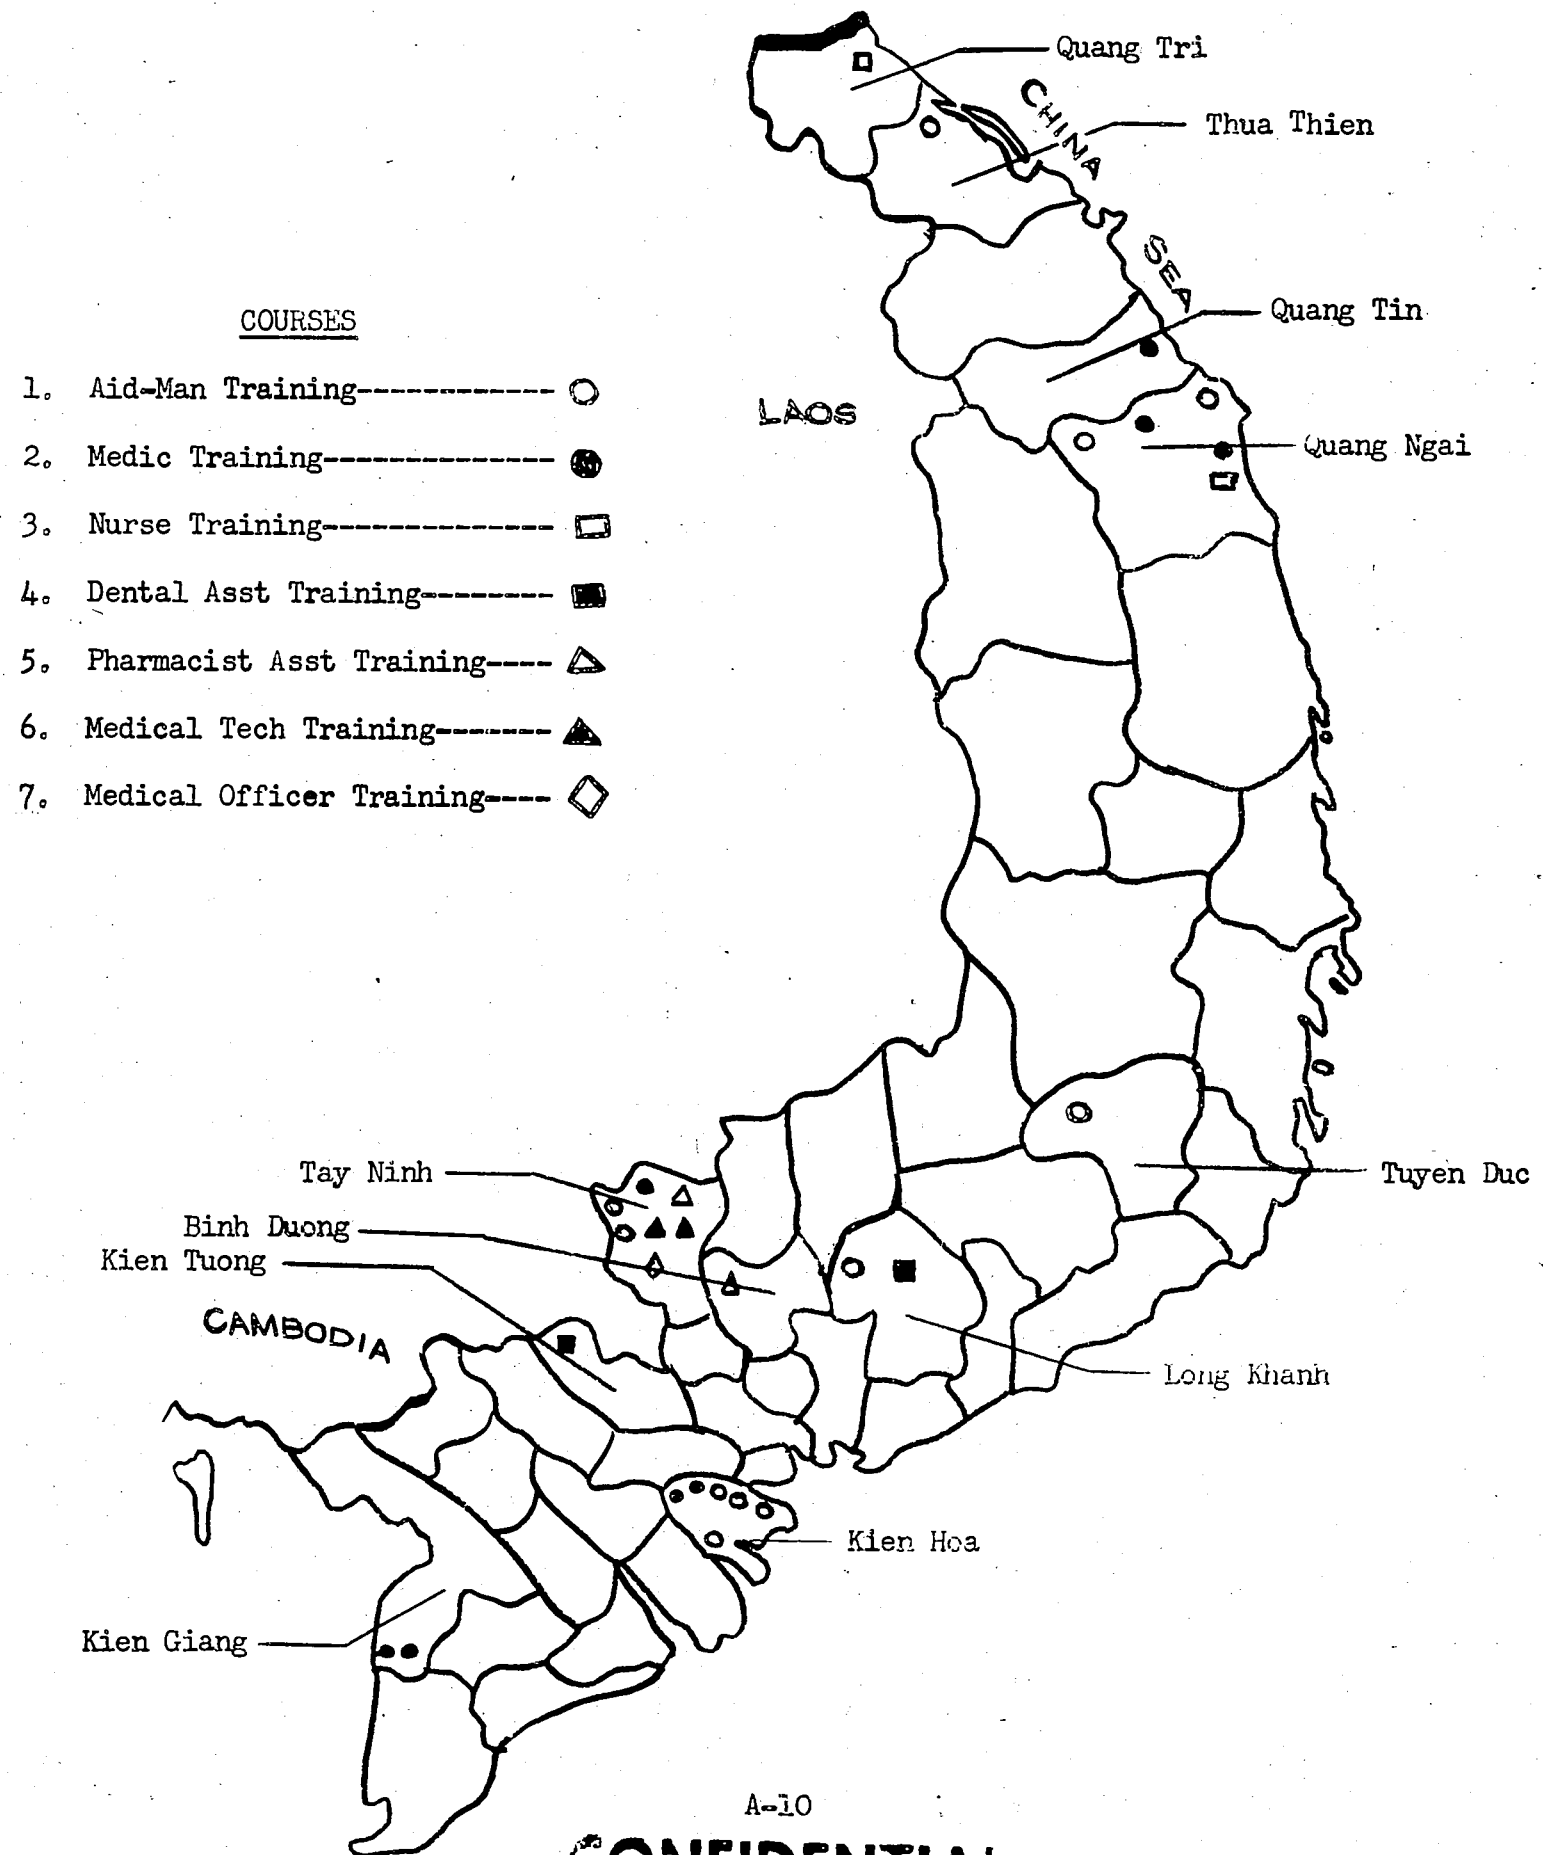 Quang Tri
CHINA
Thua Thien
SEA
Quang Tin
COURSES
1. Aid-Man Training------------
LAOS
Quang Ngai
2. Medic Training--------------
3. Nurse Training--------------
4. Dental Asst Training--------
5. Pharmacist Asst Training----
6. Medical Tech Training-------
7. Medical Officer Training----
Tay Ninh
Tuyen Duc
Binh Duong
Kien Tuong
CAMBODIA
Long Khanh
Kien Hoa
Kien Giang
A-10
CONFIDENTIAL